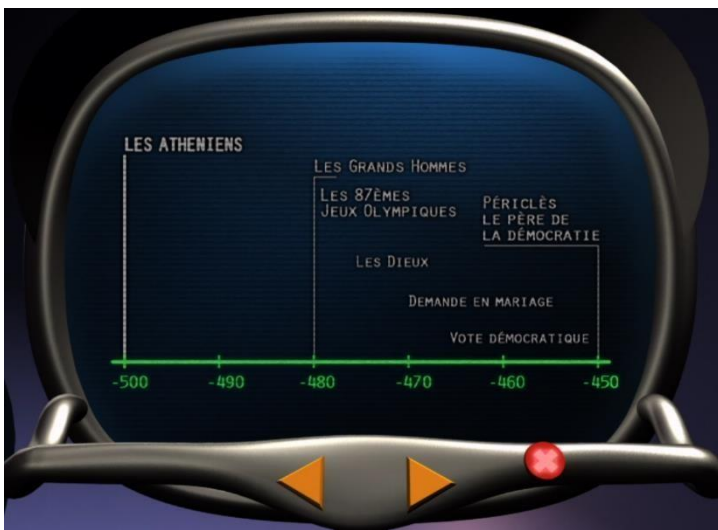 LES ATHENIENS
LES GRANDS HOMMES
LES 87ÈMES
JEUX OLYMPIQUES
PÉRICLÈS
LE PÈRE DE
LA DÉMOCRATIE
LES DIEUX
DEMANDE EN MARIAGE
VOTE DÉMOCRATIQUE
-500 -490 -480 -470 -460 -450